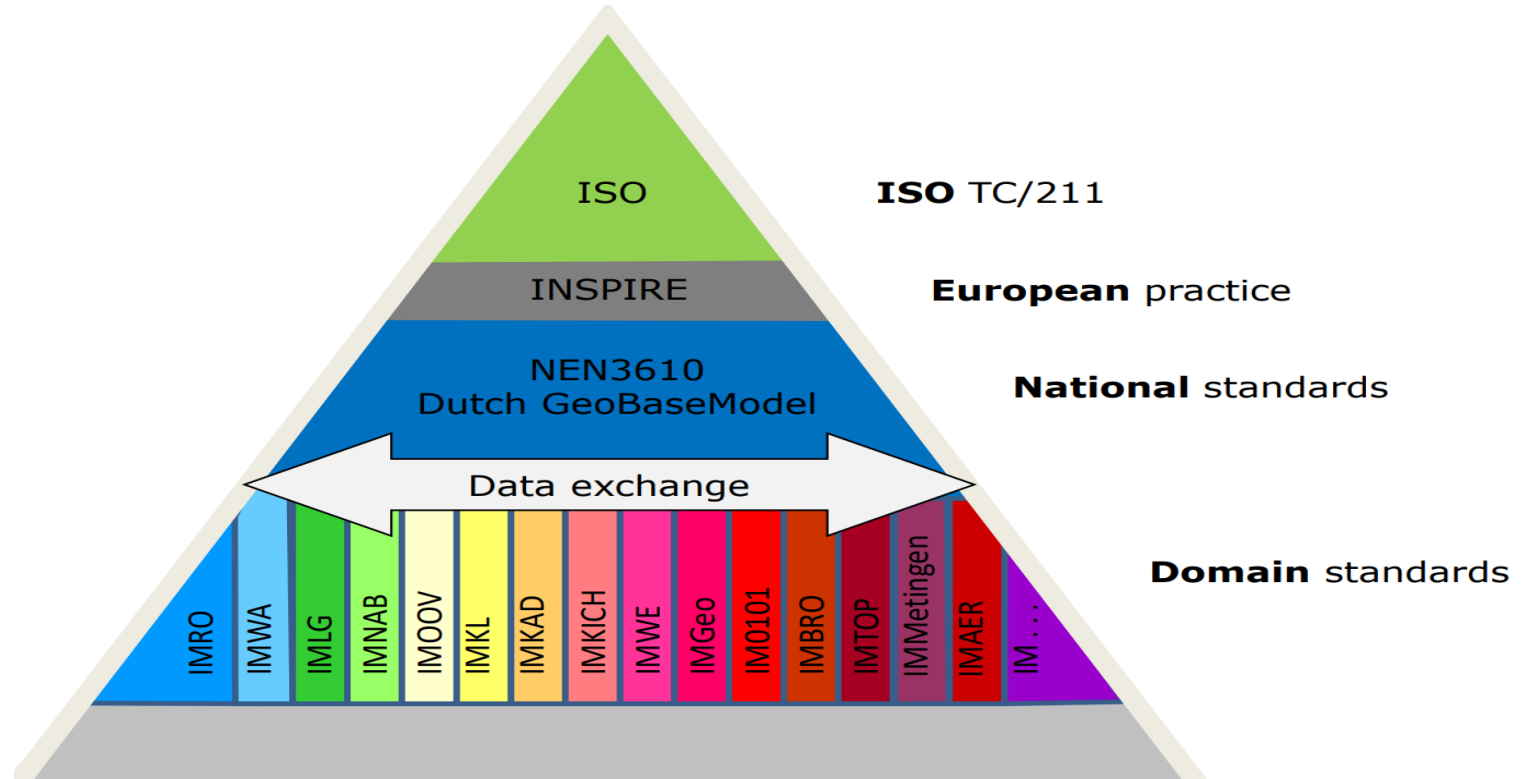 ISO
ISO TC/211
INSPIRE
European practice
NEN3610
Dutch GeoBaseModel
National standards
Data exchange
IMRO
IMWA
IMLG
IMNAB
IMOOV
IMKL
IMKAD
IMKICH
IMWE
IMGeo
IM0101
IMBRO
IMTOP
IMMetingen
IMAER
IM ...
Domain standards